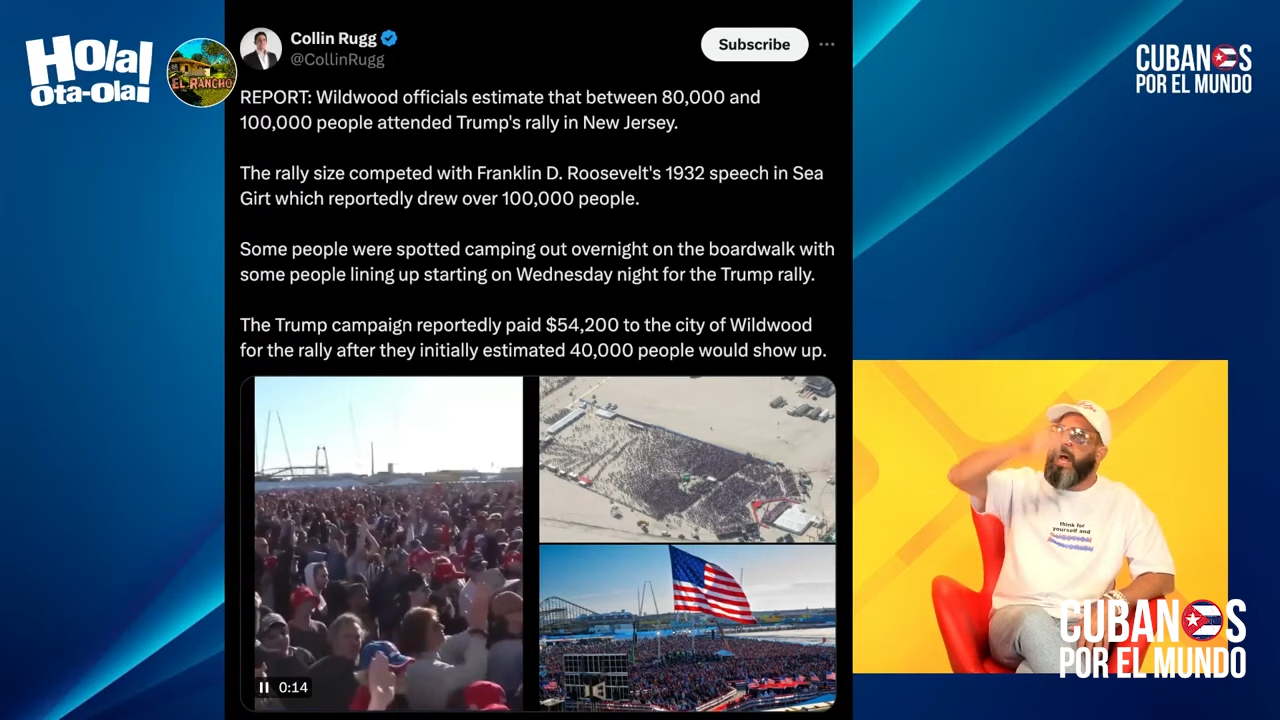 Hola!
Ota-Ola!
EL RANCHO
Collin Rugg
@CollinRugg
Subscribe
REPORT: Wildwood officials estimate that between 80,000 and
100,000 people attended Trump's rally in New Jersey.
The rally size competed with Franklin D. Roosevelt's 1932 speech in Sea
Girt which reportedly drew over 100,000 people.
Some people were spotted camping out overnight on the boardwalk with
some people lining up starting on Wednesday night for the Trump rally.
The Trump campaign reportedly paid $54,200 to the city of Wildwood
for the rally after they initially estimated 40,000 people would show up.
0:14
CUBANOS
POR EL MUNDO
think for
yourself and
CUBANOS
POR EL MUNDO